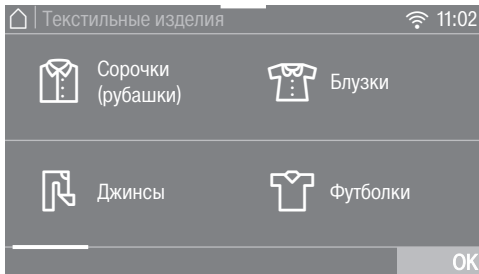 Текстильные изделия 11:02
Сорочки
(рубашки)
Блузки
Джинсы
Футболки
OK